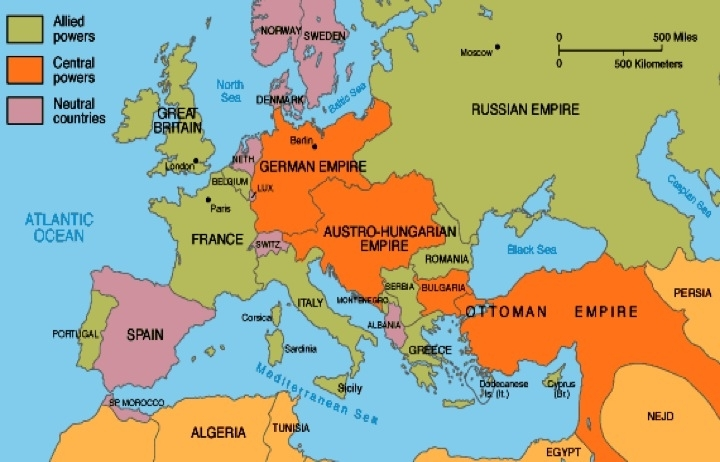 Allied
powers
Central
powers
Neutral
countries
NORWAY
SWEDEN
Moscow
0 500 Miles
0 500 Kilometers
North
Sea
DENMARK
Baltic Sea
RUSSIAN EMPIRE
GREAT
BRITAIN
Berlin
London
NETH
GERMAN EMPIRE
BELGIUM
LUX
Caspian Sea
Paris
ATLANTIC
OCEAN
FRANCE
SWITZ.
AUSTRO-HUNGARIAN
EMPIRE
ROMANIA
Black Sea
SERBIA
BULGARIA
PERSIA
ITALY
MONTENEGRO
OTTOMAN EMPIRE
Corsica
ALBANIA
PORTUGAL
SPAIN
Sardinia
GREECE
Mediterranean Sea
Sicily
Dodecanese
Is. (It.)
Cyprus
(Br.)
SP. MOROCCO
NEJD
ALGERIA
TUNISIA
EGYPT